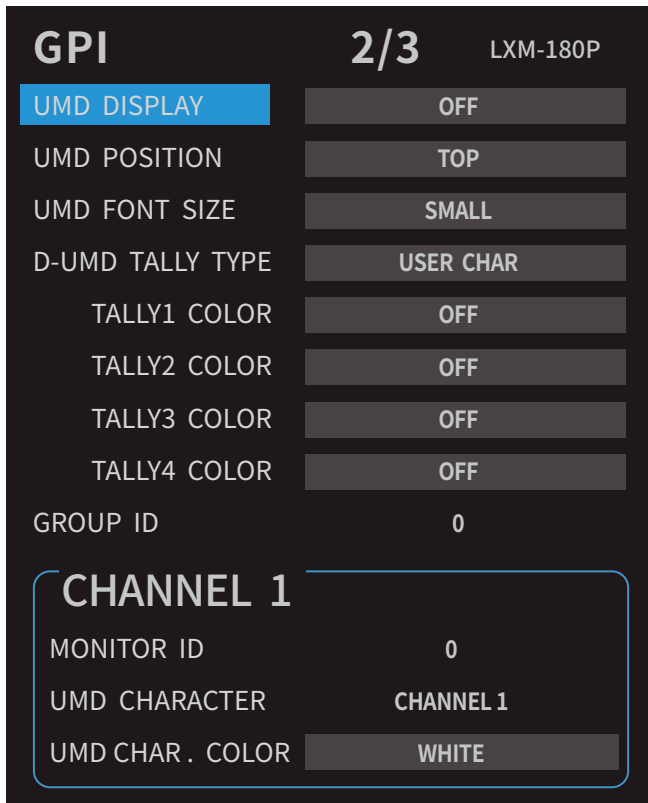 GPI 2/3 LXM-180P
UMD DISPLAY OFF
UMD POSITION TOP
UMD FONT SIZE SMALL
D-UMD TALLY TYPE USER CHAR
TALLY1 COLOR OFF
TALLY2 COLOR OFF
TALLY3 COLOR OFF
TALLY4 COLOR OFF
GROUP ID 0
CHANNEL 1
MONITOR ID 0
UMD CHARACTER CHANNEL 1
UMD CHAR. COLOR WHITE